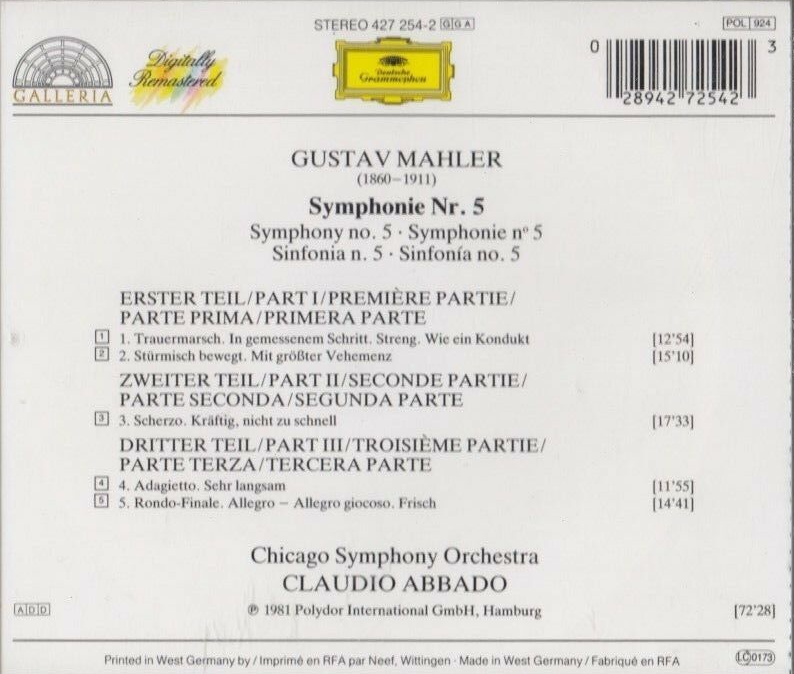 STEREO 427 254-2 GGA
POL 924
GALLERIA
Digitally
Remastered
Deutsche
Grammophon
0 28942 72542 3
GUSTAV MAHLER
(1860–1911)
Symphonie Nr. 5
Symphony no. 5 · Symphonie nº 5
Sinfonia n. 5 · Sinfonía no. 5
ERSTER TEIL/PART I/PREMIÈRE PARTIE/
PARTE PRIMA/PRIMERA PARTE
1 1. Trauermarsch. In gemessenem Schritt. Streng. Wie ein Kondukt [12'54]
2 2. Stürmisch bewegt. Mit größter Vehemenz [15'10]
ZWEITER TEIL/PART II/SECONDE PARTIE/
PARTE SECONDA/SEGUNDA PARTE
3 3. Scherzo. Kräftig, nicht zu schnell [17'33]
DRITTER TEIL/PART III/TROISIÈME PARTIE/
PARTE TERZA/TERCERA PARTE
4 4. Adagietto. Sehr langsam [11'55]
5 5. Rondo-Finale. Allegro – Allegro giocoso. Frisch [14'41]
Chicago Symphony Orchestra
CLAUDIO ABBADO
ADD ℗ 1981 Polydor International GmbH, Hamburg [72'28]
Printed in West Germany by / Imprimé en RFA par Neef, Wittingen · Made in West Germany / Fabriqué en RFA
LC 0173